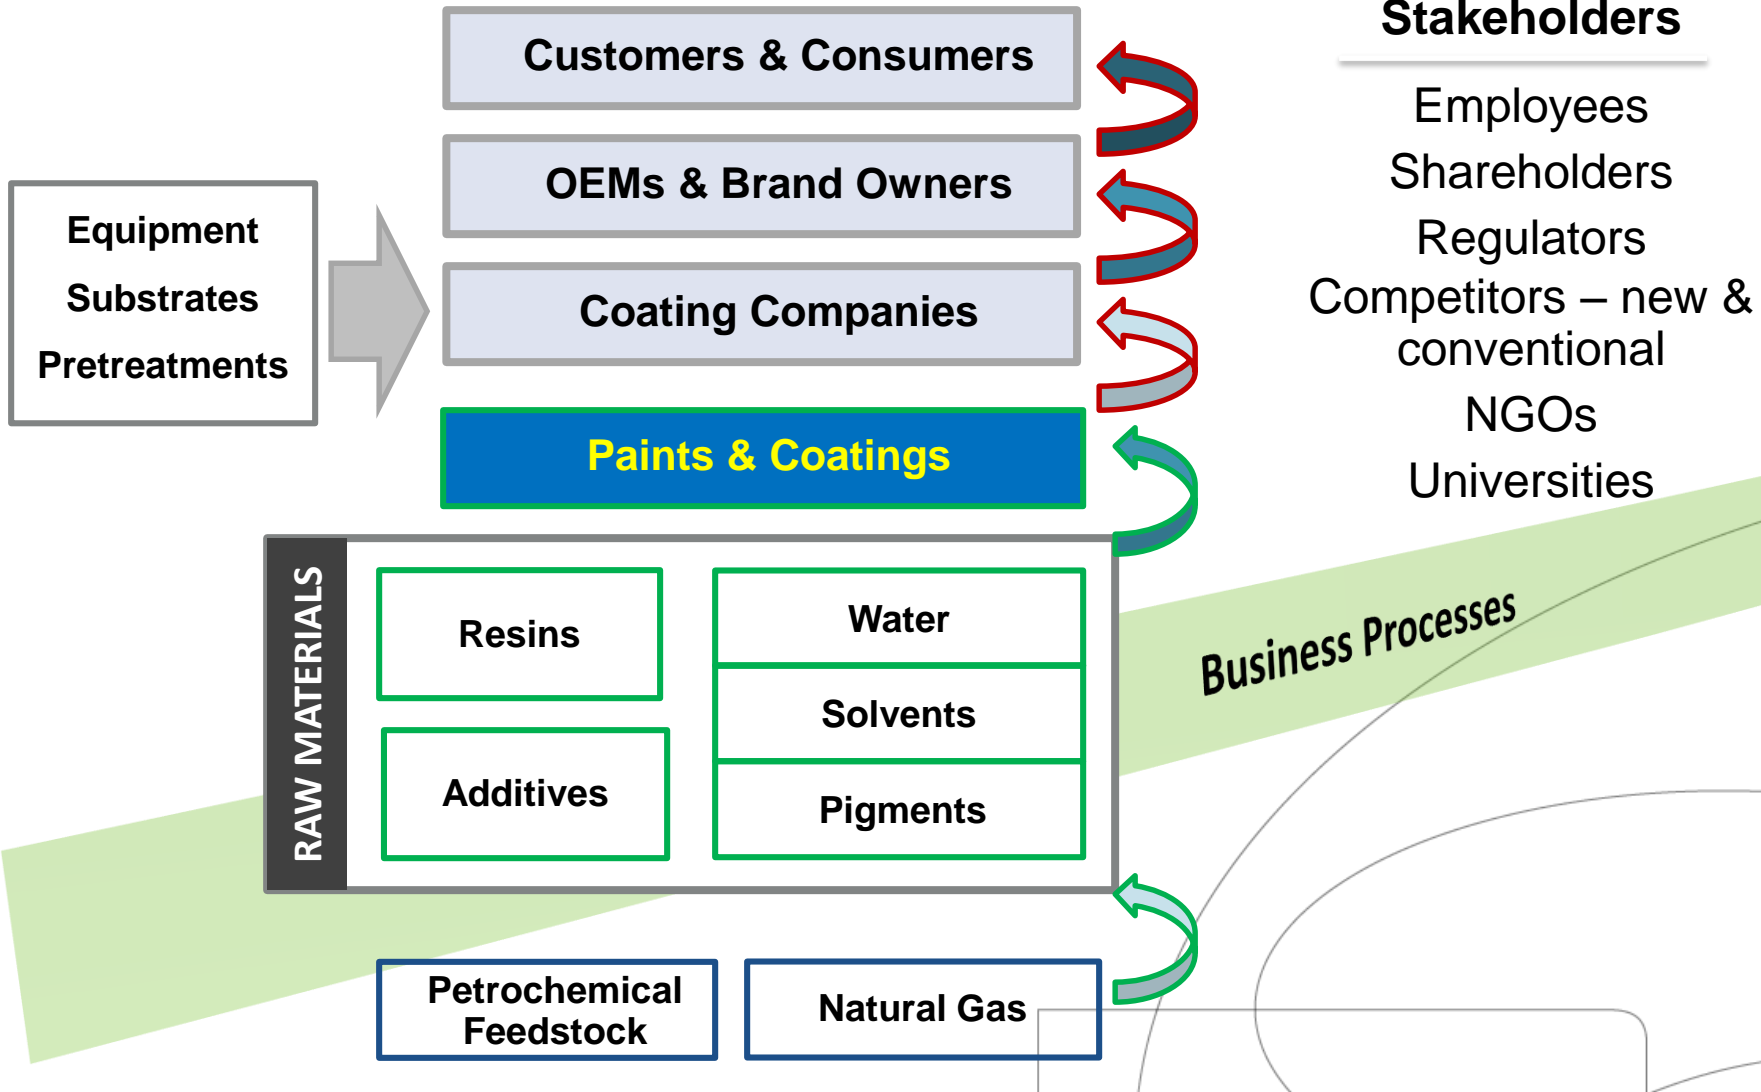 Customers & Consumers
OEMs & Brand Owners
Coating Companies
Equipment
Substrates
Pretreatments
Paints & Coatings
RAW MATERIALS
Resins
Additives
Water
Solvents
Pigments
Petrochemical
Feedstock
Natural Gas
Stakeholders
Employees
Shareholders
Regulators
Competitors – new &
conventional
NGOs
Universities
Business Processes